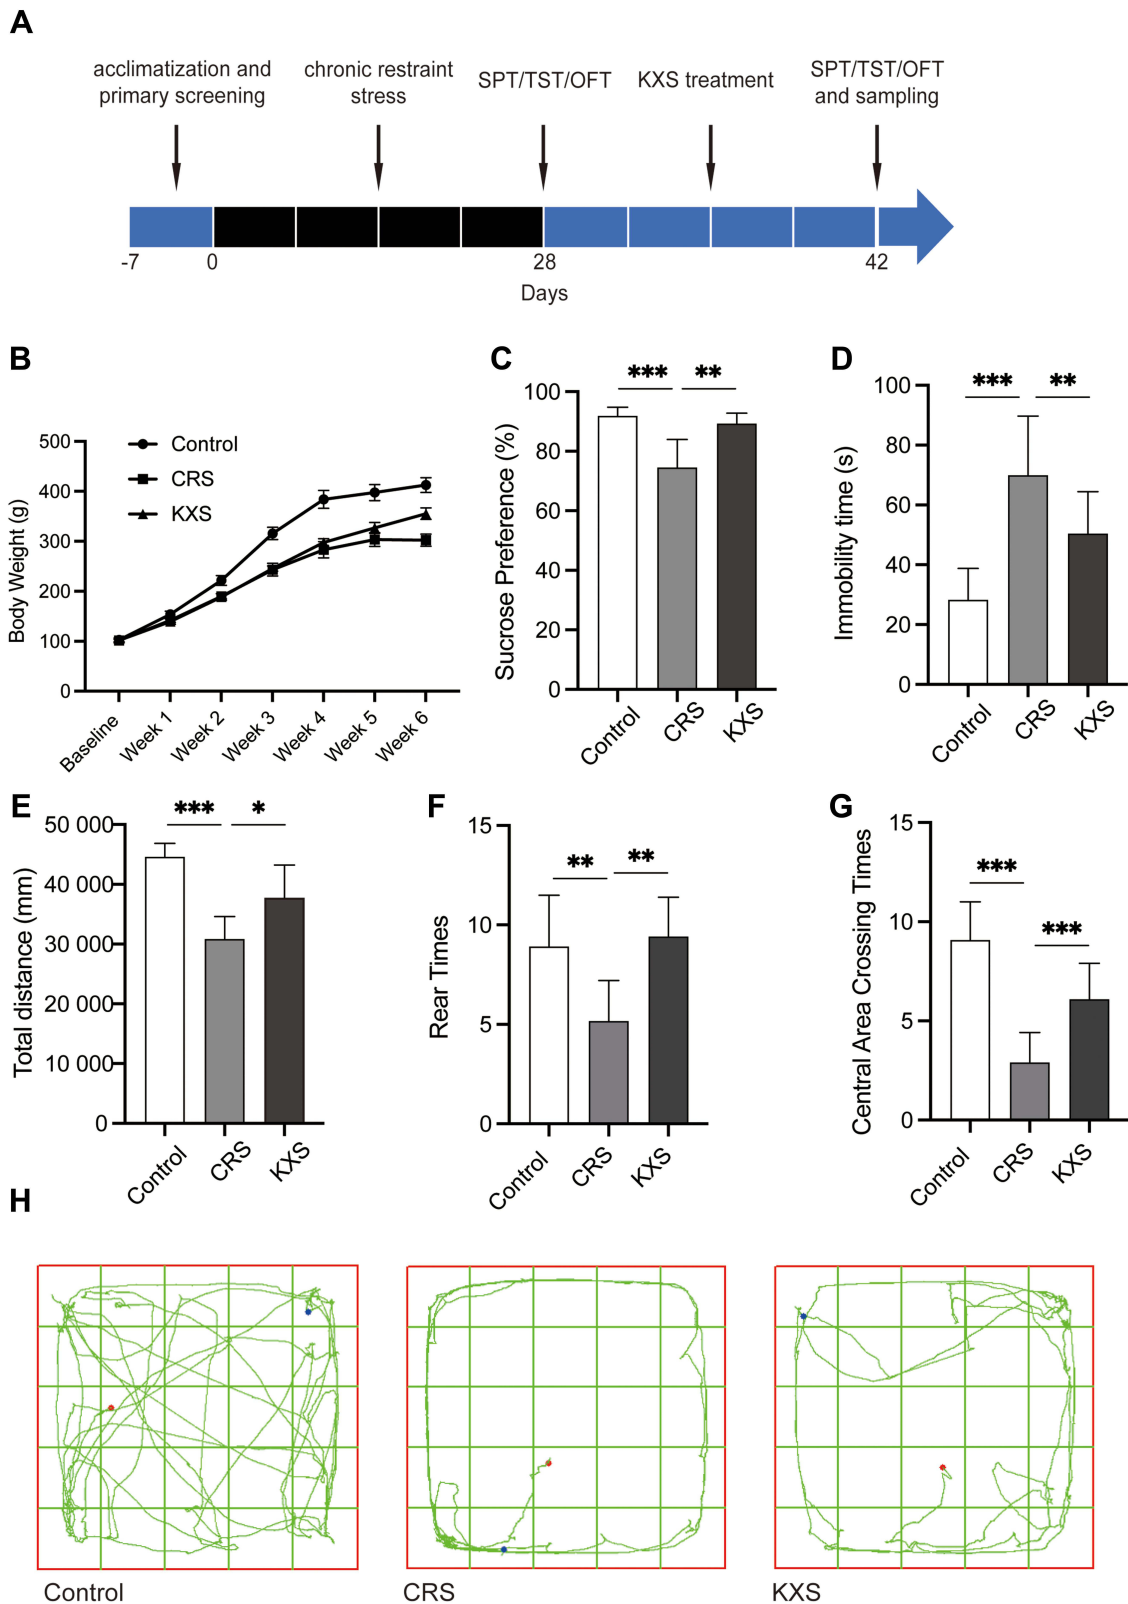 A
acclimatization and
primary screening
chronic restraint
stress
SPT/TST/OFT
KXS treatment
SPT/TST/OFT
and sampling
-7
0
28
42
Days
B
Body Weight (g)
500
400
300
200
100
0
Control
CRS
KXS
Baseline
Week 1
Week 2
Week 3
Week 4
Week 5
Week 6
C
Sucrose Preference (%)
100
80
60
40
20
0
***
**
Control
CRS
KXS
D
Immobility time (s)
100
80
60
40
20
0
***
**
Control
CRS
KXS
E
Total distance (mm)
50 000
40 000
30 000
20 000
10 000
0
***
*
Control
CRS
KXS
F
Rear Times
15
10
5
0
**
**
Control
CRS
KXS
G
Central Area Crossing Times
15
10
5
0
***
***
Control
CRS
KXS
H
Control
CRS
KXS